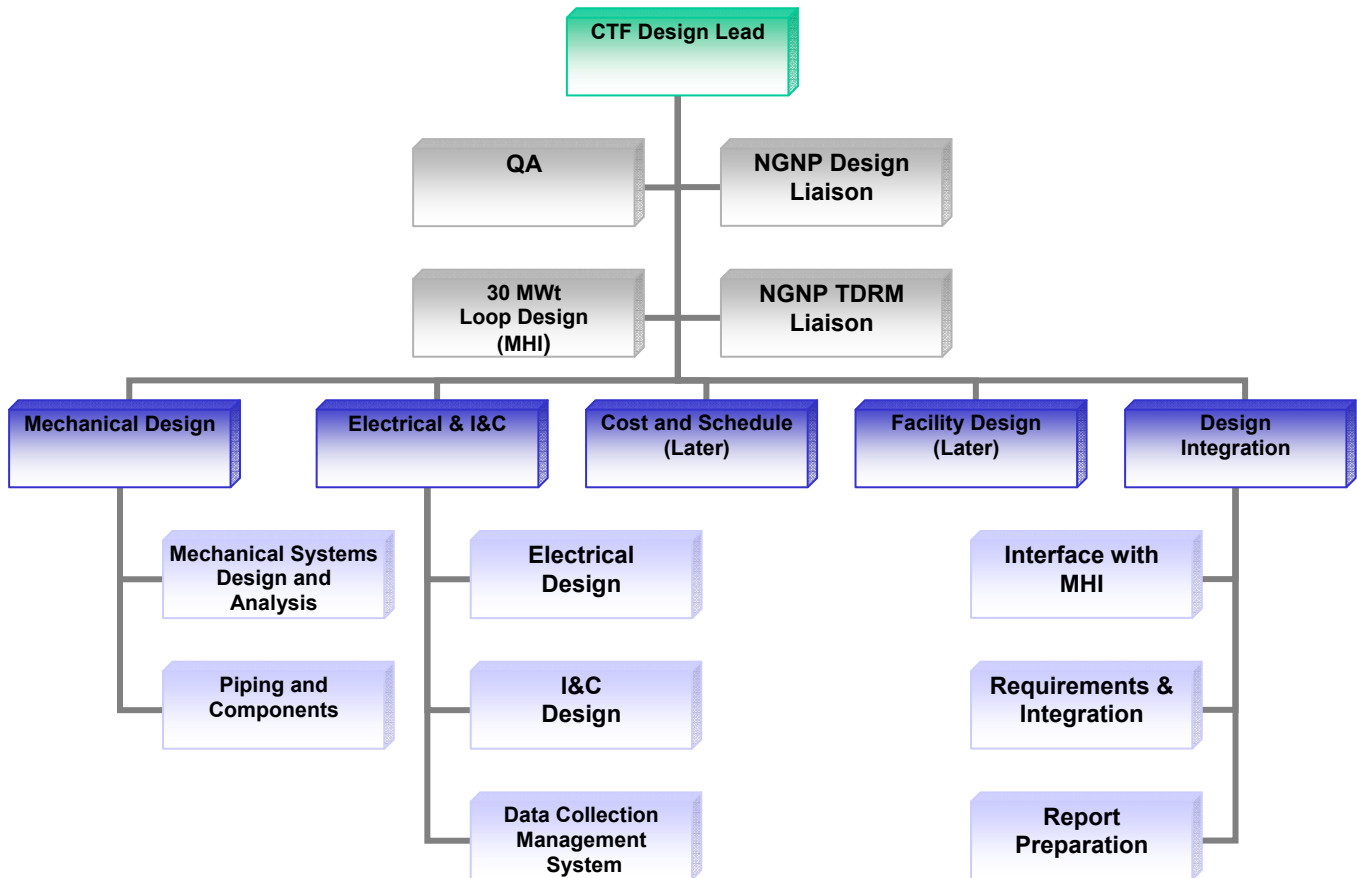 CTF Design Lead
QA
NGNP Design
Liaison
30 MWt
Loop Design
(MHI)
NGNP TDRM
Liaison
Mechanical Design
Electrical & I&C
Cost and Schedule
(Later)
Facility Design
(Later)
Design
Integration
Mechanical Systems
Design and
Analysis
Electrical
Design
Interface with
MHI
Piping and
Components
I&C
Design
Requirements &
Integration
Data Collection
Management
System
Report
Preparation